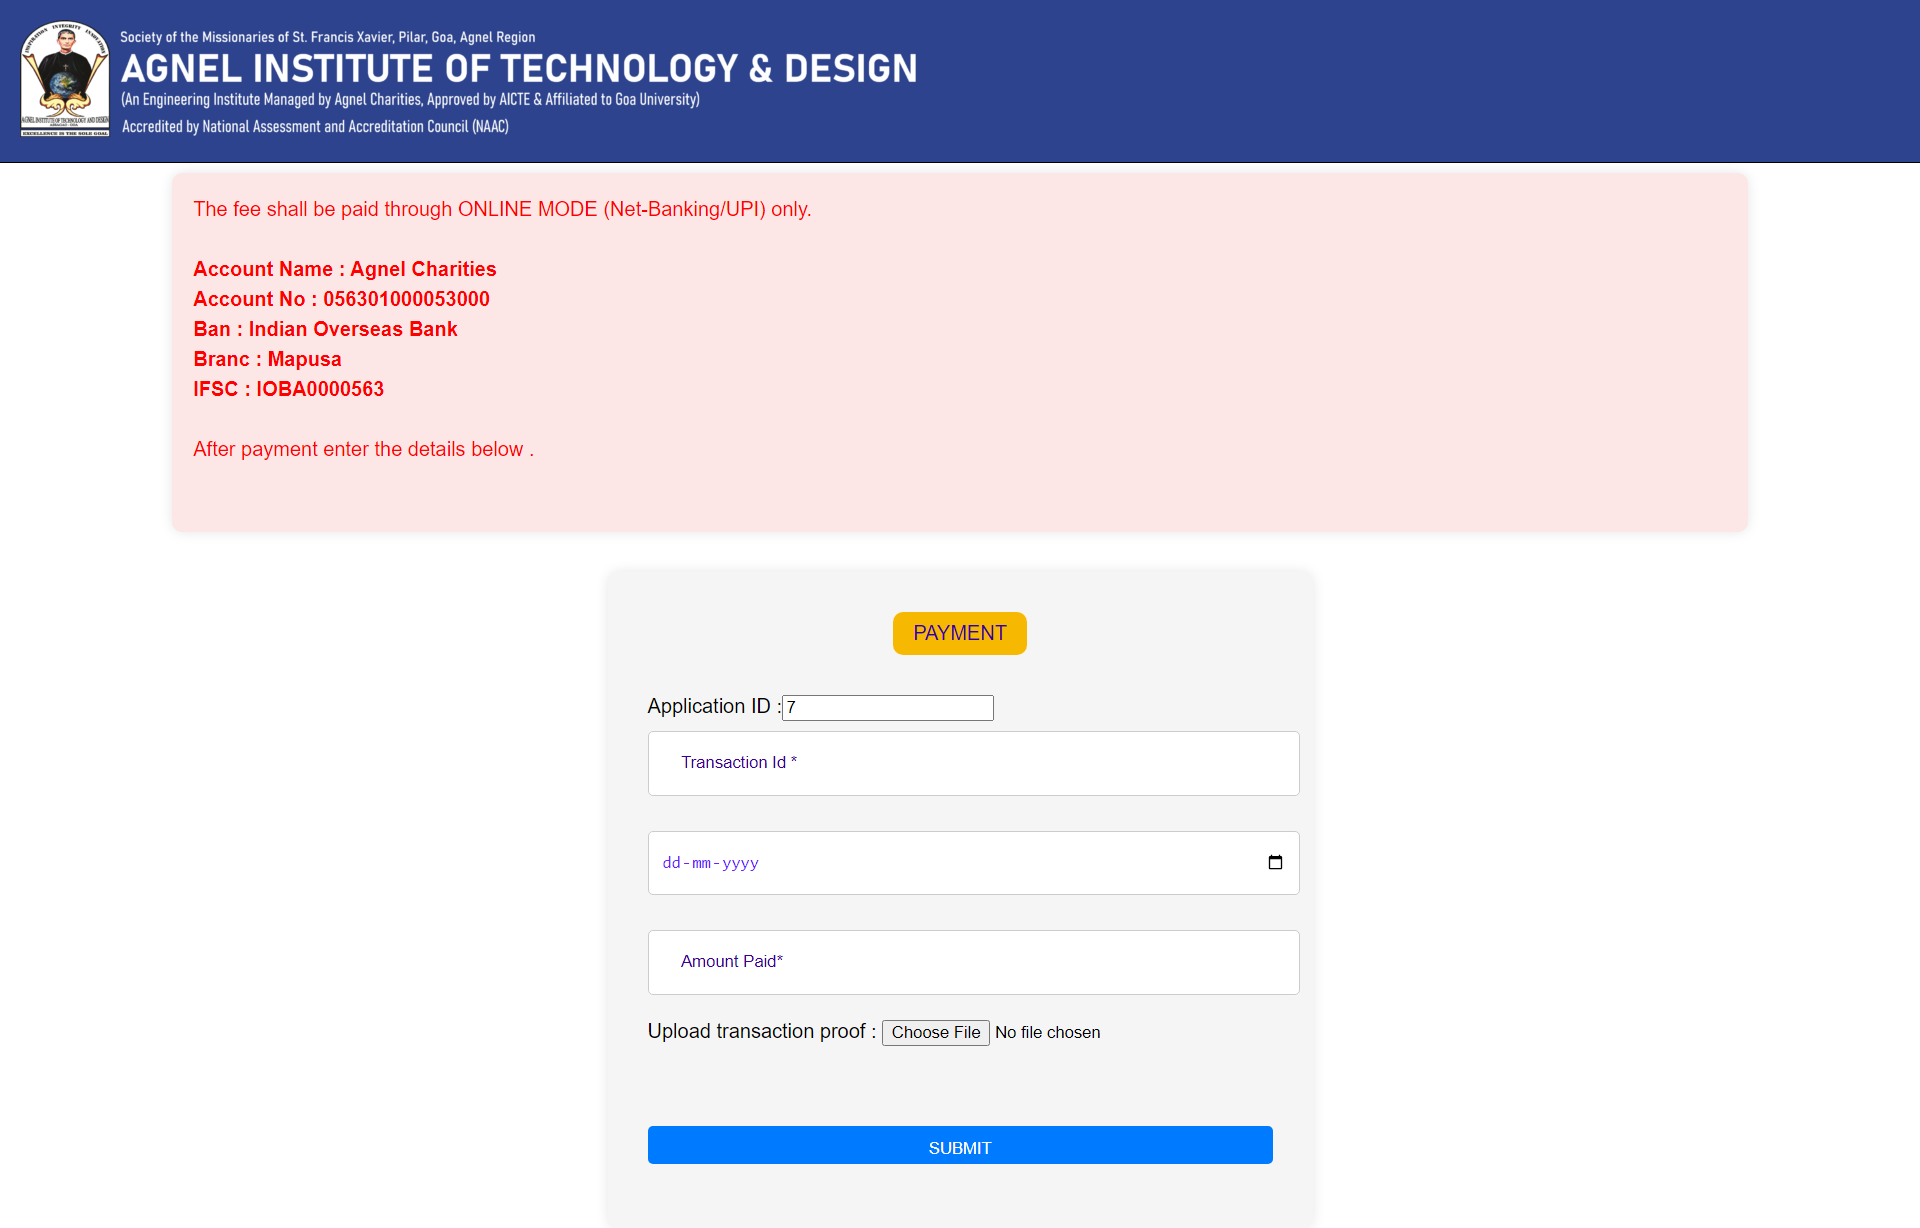 INSPIRATION INTEGRITY INNOVATION
AGNEL INSTITUTE OF TECHNOLOGY AND DESIGN
ASSAGAO - GOA
EXCELLENCE IS THE SOLE GOAL
Society of the Missionaries of St. Francis Xavier, Pilar, Goa, Agnel Region
AGNEL INSTITUTE OF TECHNOLOGY & DESIGN
(An Engineering Institute Managed by Agnel Charities, Approved by AICTE & Affiliated to Goa University)
Accredited by National Assessment and Accreditation Council (NAAC)
The fee shall be paid through ONLINE MODE (Net-Banking/UPI) only.
Account Name : Agnel Charities
Account No : 056301000053000
Ban : Indian Overseas Bank
Branc : Mapusa
IFSC : IOBA0000563
After payment enter the details below .
PAYMENT
Application ID : 7
Transaction Id *
dd-mm-yyyy
Amount Paid*
Upload transaction proof : Choose File No file chosen
SUBMIT